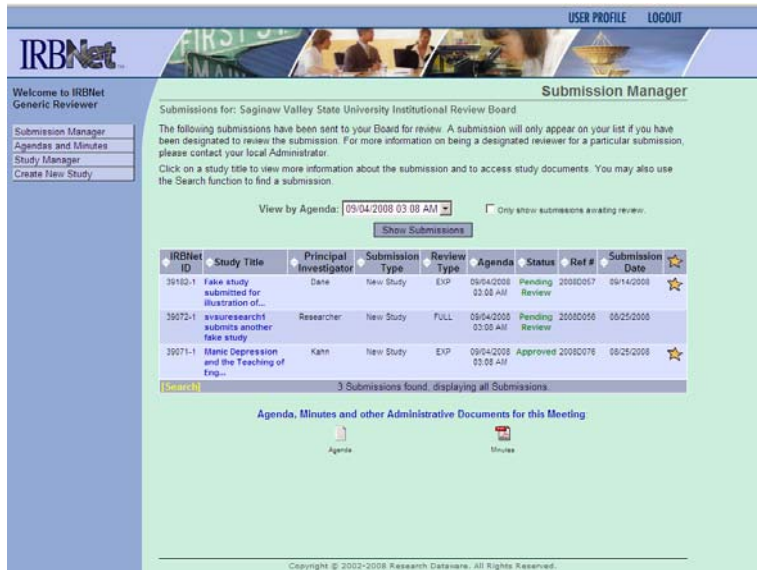 USER PROFILE LOGOUT
FIRST ST
MAIN
IRBNet
Welcome to IRBNet
Generic Reviewer
Submission Manager
Agendas and Minutes
Study Manager
Create New Study
Submission Manager
Submissions for: Saginaw Valley State University Institutional Review Board
The following submissions have been sent to your Board for review. A submission will only appear on your list if you have
been designated to review the submission. For more information on being a designated reviewer for a particular submission,
please contact your local Administrator.
Click on a study title to view more information about the submission and to access study documents. You may also use
the Search function to find a submission.
View by Agenda: 09/04/2008 03:08 AM Only show submissions awaiting review.
Show Submissions
IRBNet ID Study Title Principal Investigator Submission Type Review Type Agenda Status Ref # Submission Date
39182-1 Fake study Dane New Study EXP 09/04/2008 Pending 2008D057 09/14/2008
submitted for 03:08 AM Review
illustration of...
39072-1 svsuresearch1 Researcher New Study FULL 09/04/2008 Pending 2008D056 08/25/2008
submits another 03:08 AM Review
fake study
39071-1 Manic Depression Kahn New Study EXP 09/04/2008 Approved 2008D076 08/25/2008
and the Teaching of 03:08 AM
Eng...
[Search] 3 Submissions found, displaying all Submissions.
Agenda, Minutes and other Administrative Documents for this Meeting:
Agenda Minutes
Copyright © 2002-2008 Research Dataware. All Rights Reserved.